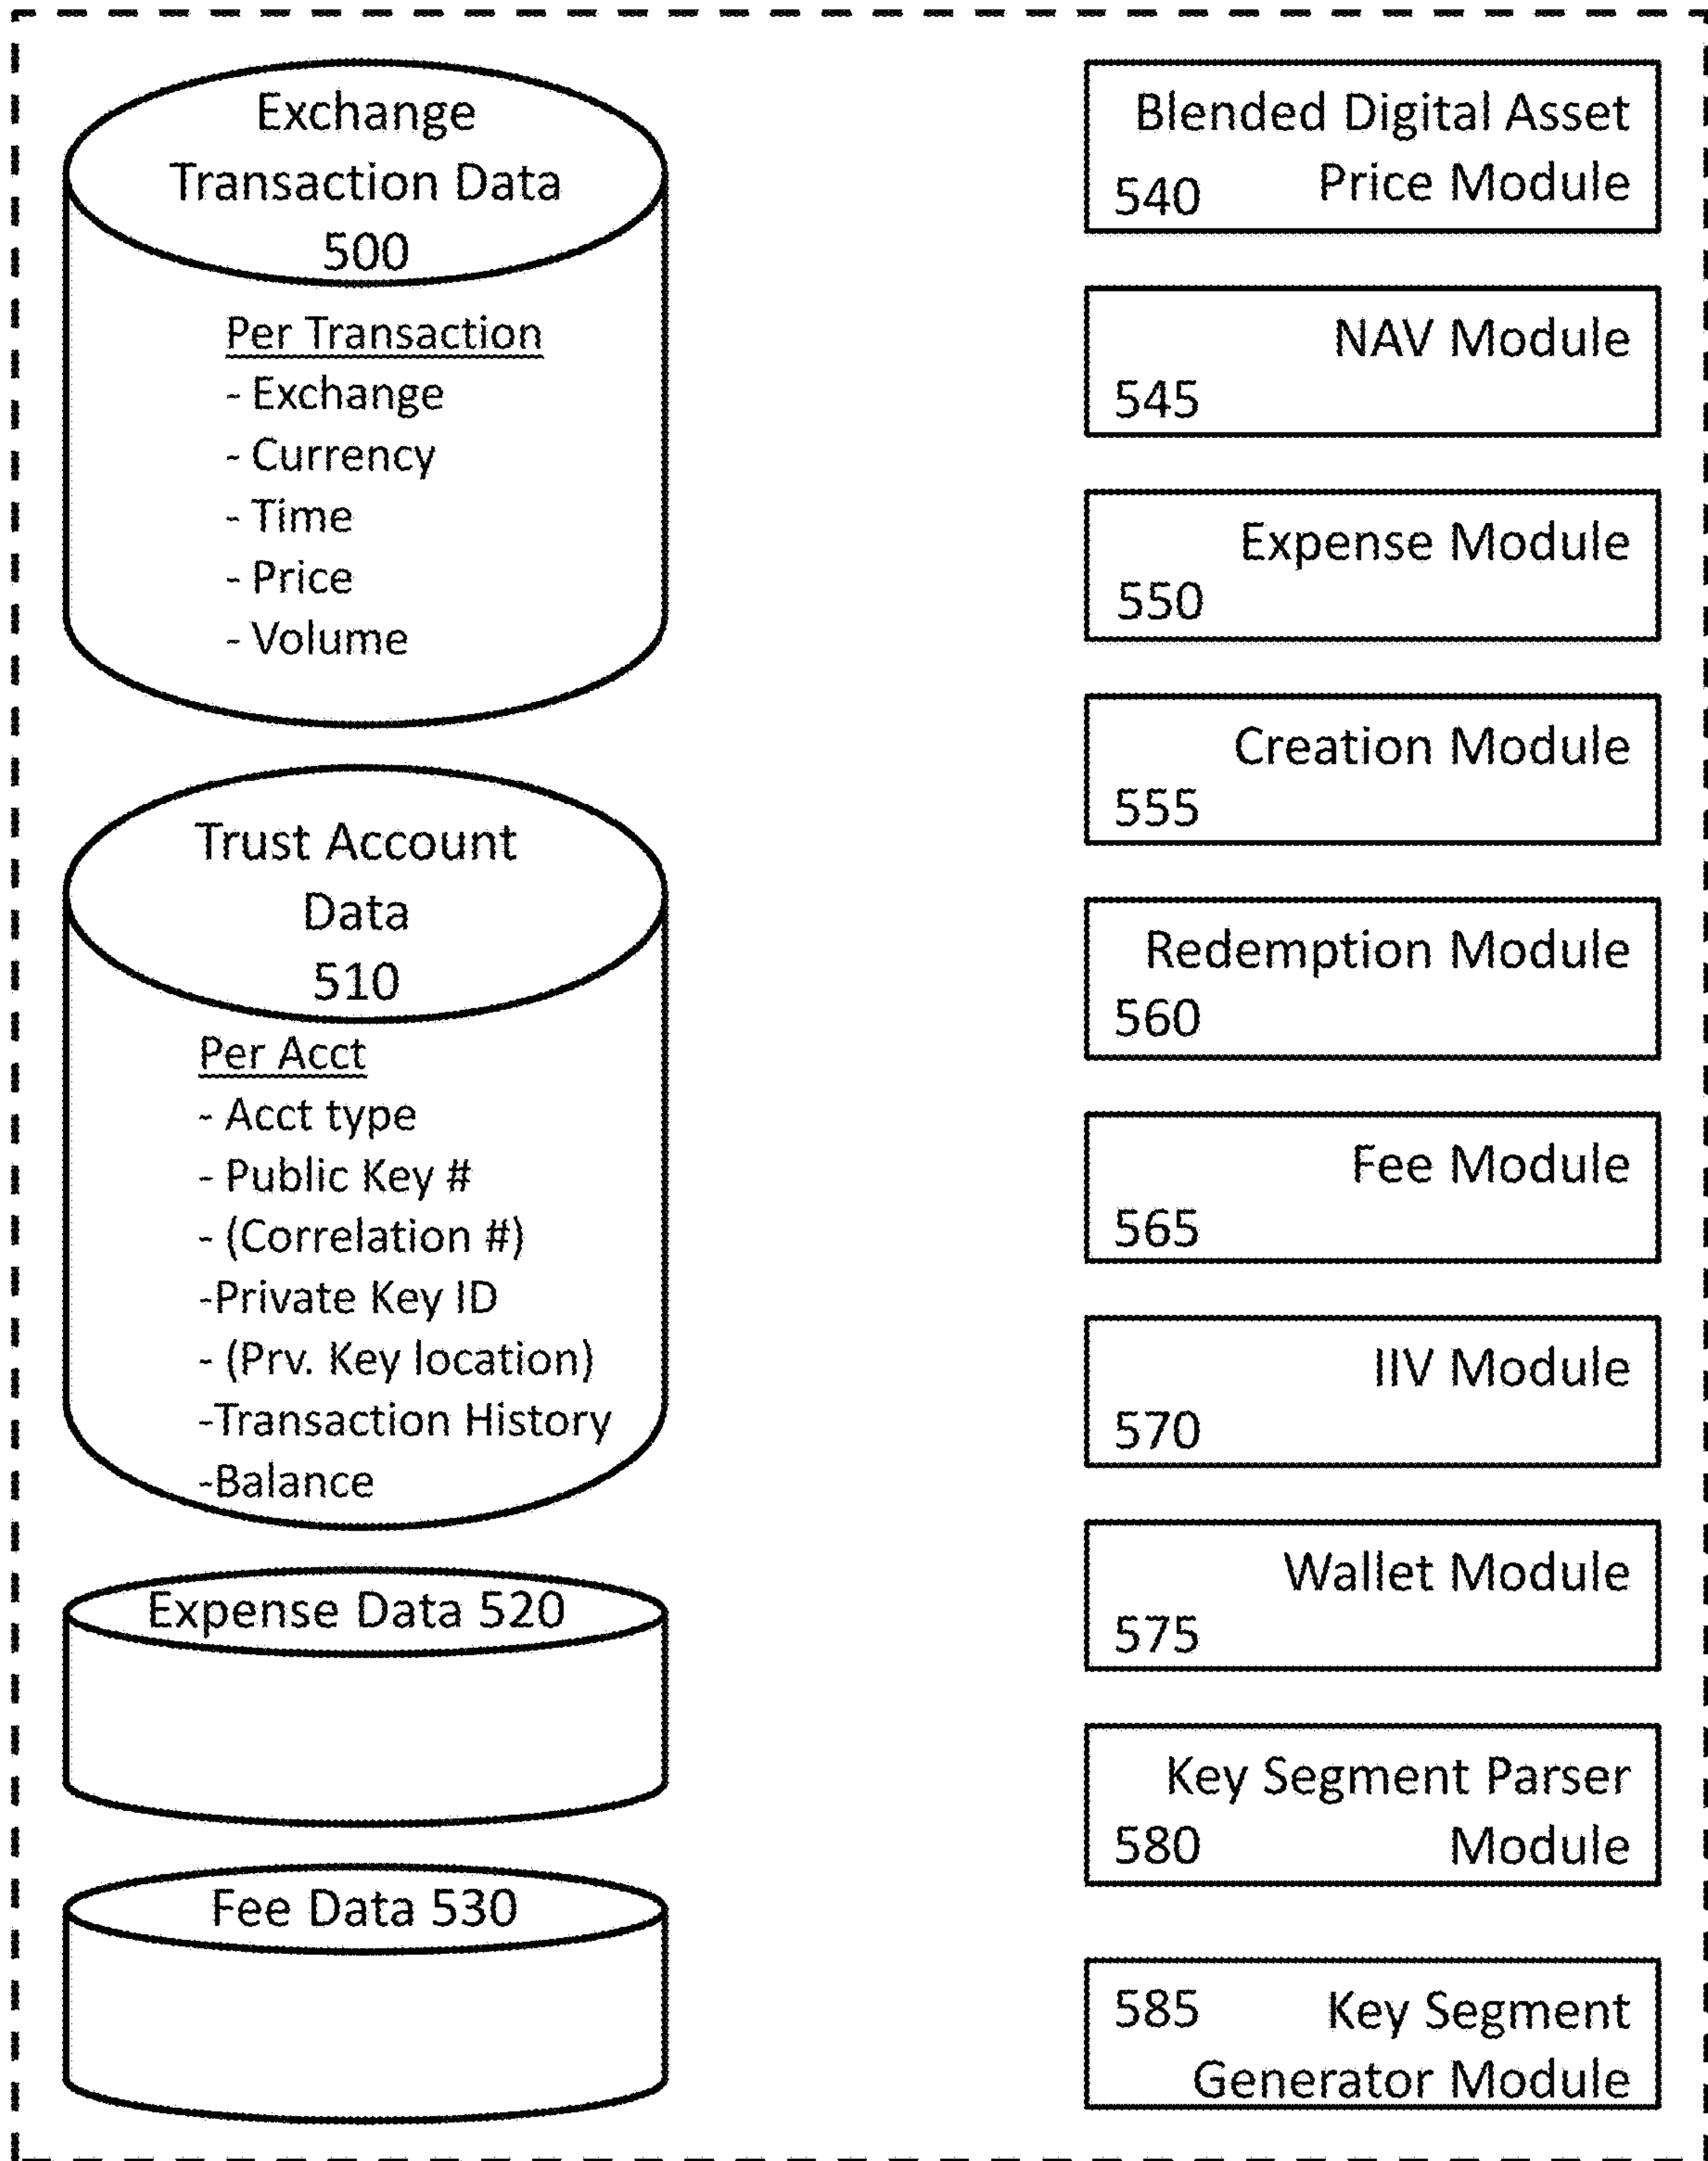 Exchange
Transaction Data
500
Per Transaction
- Exchange
- Currency
- Time
- Price
- Volume
Trust Account
Data
510
Per Acct
- Acct type
- Public Key #
- (Correlation #)
-Private Key ID
- (Prv. Key location)
-Transaction History
-Balance
Expense Data 520
Fee Data 530
Blended Digital Asset
540 Price Module
NAV Module
545
Expense Module
550
Creation Module
555
Redemption Module
560
Fee Module
565
IIV Module
570
Wallet Module
575
Key Segment Parser
580 Module
585 Key Segment
Generator Module